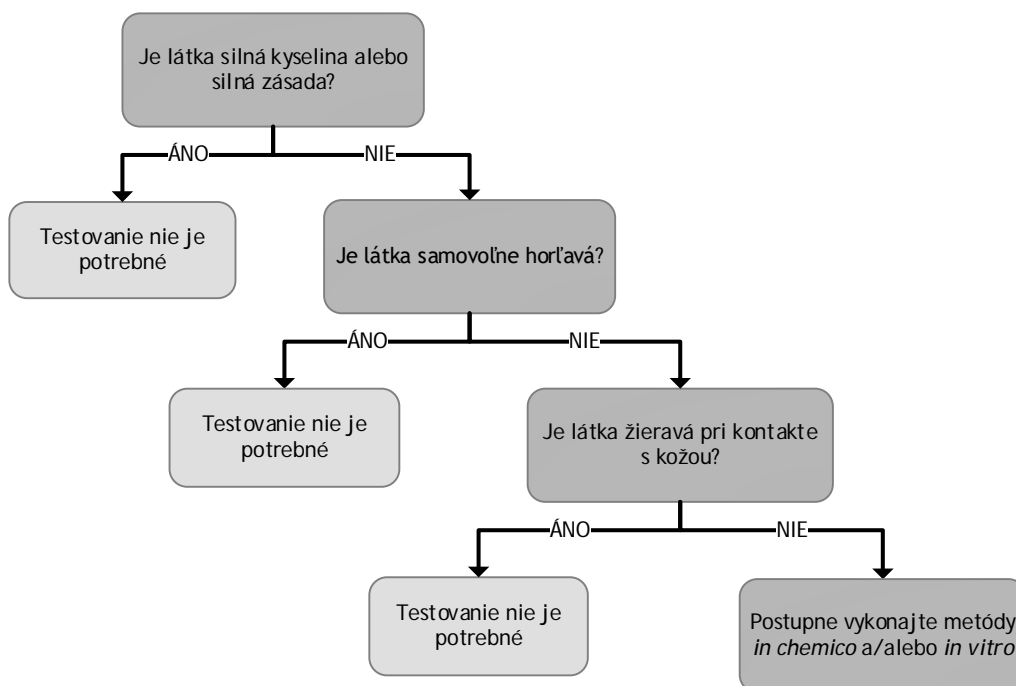 Je látka silná kyselina alebo
silná zásada?
ÁNO
NIE
Testovanie nie je
potrebné
Je látka samovoľne horľavá?
ÁNO
NIE
Testovanie nie je
potrebné
Je látka žieravá pri kontakte
s kožou?
ÁNO
NIE
Testovanie nie je
potrebné
Postupne vykonajte metódy
in chemico a/alebo in vitro